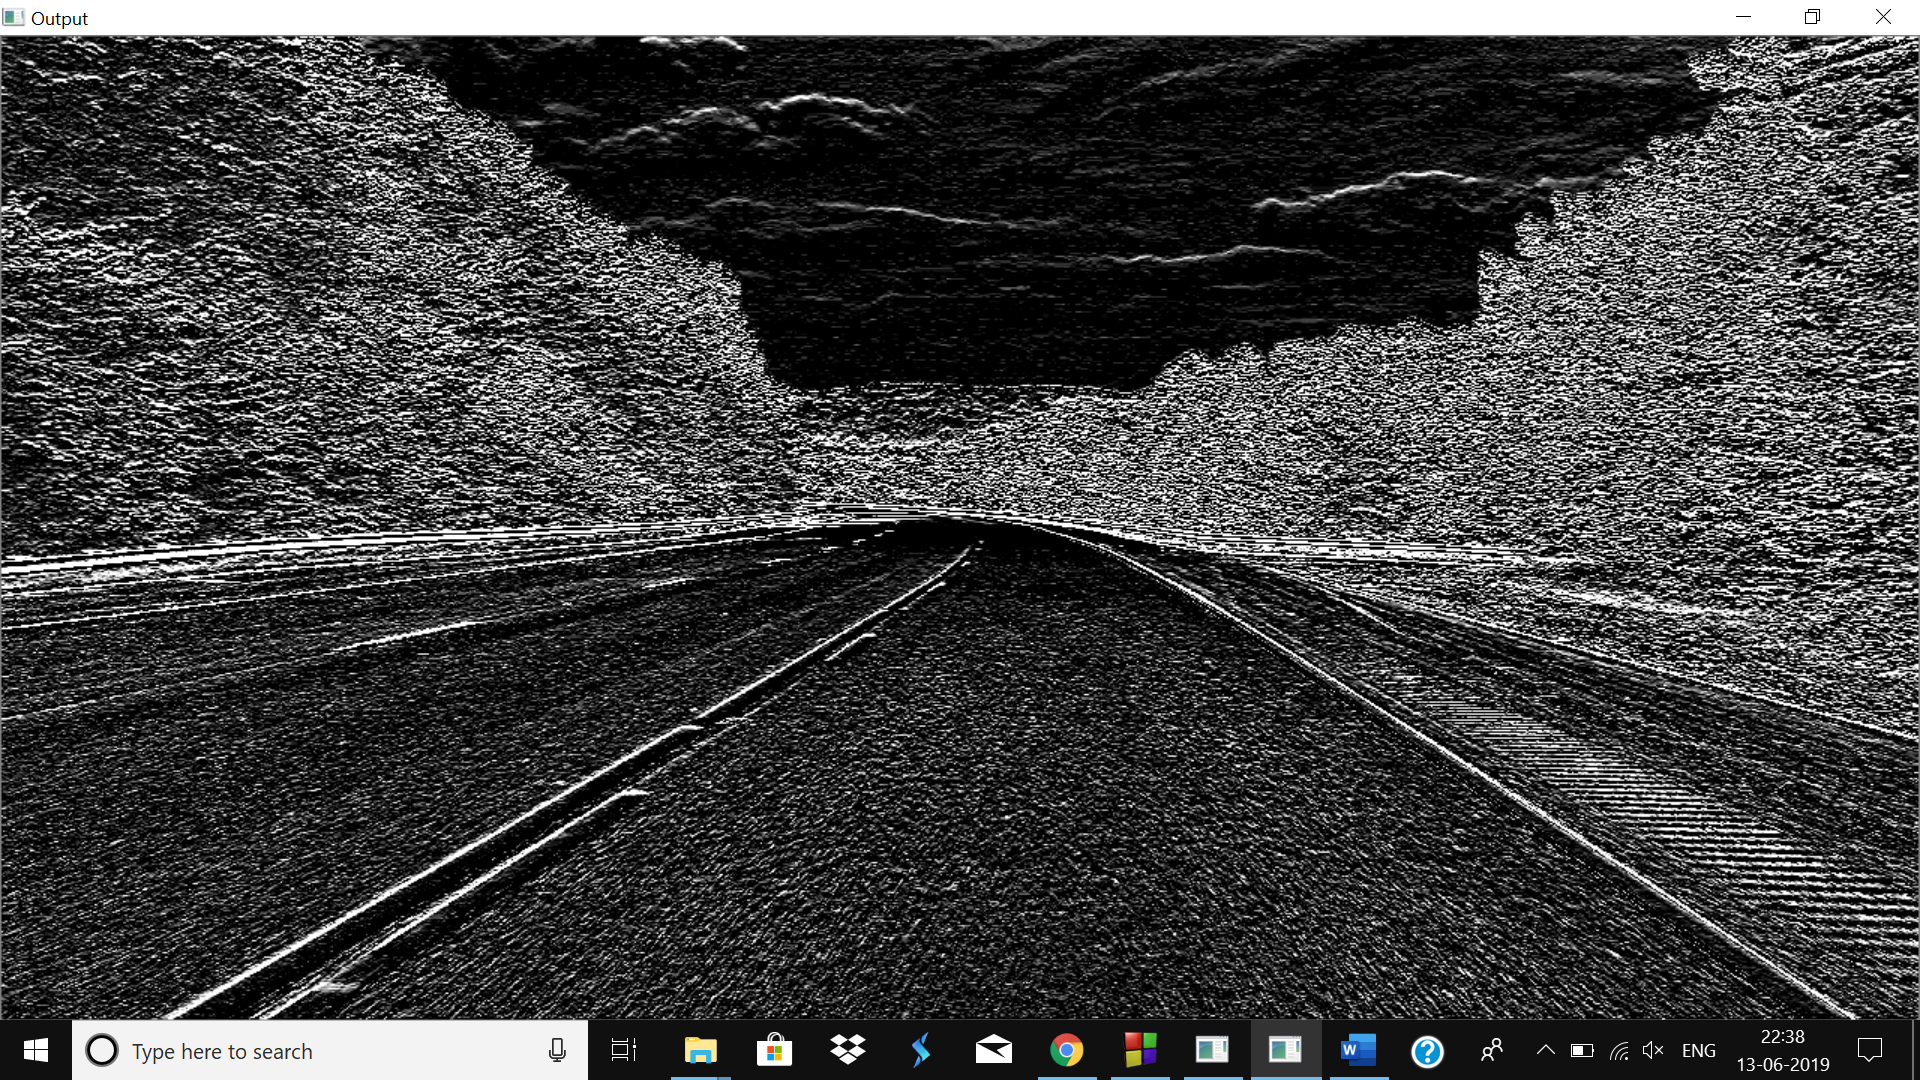 Output
Type here to search
W
?
ENG
22:38
13-06-2019